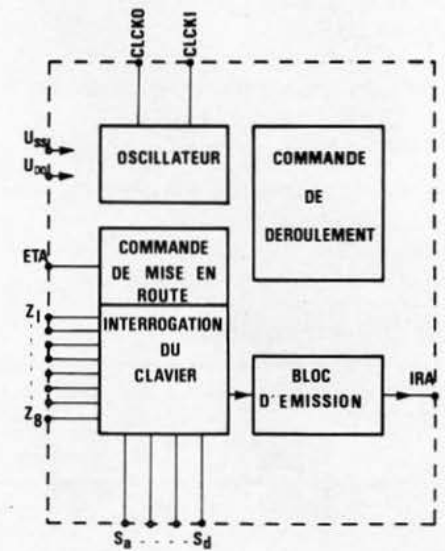 CLCKO
CLCKI
USS
UDD
OSCILLATEUR
COMMANDE
DE
DEROULEMENT
ETA
COMMANDE
DE MISE EN
ROUTE
Z1
INTERROGATION
DU
CLAVIER
Z8
BLOC
D'EMISSION
IRA
Sa.....Sd